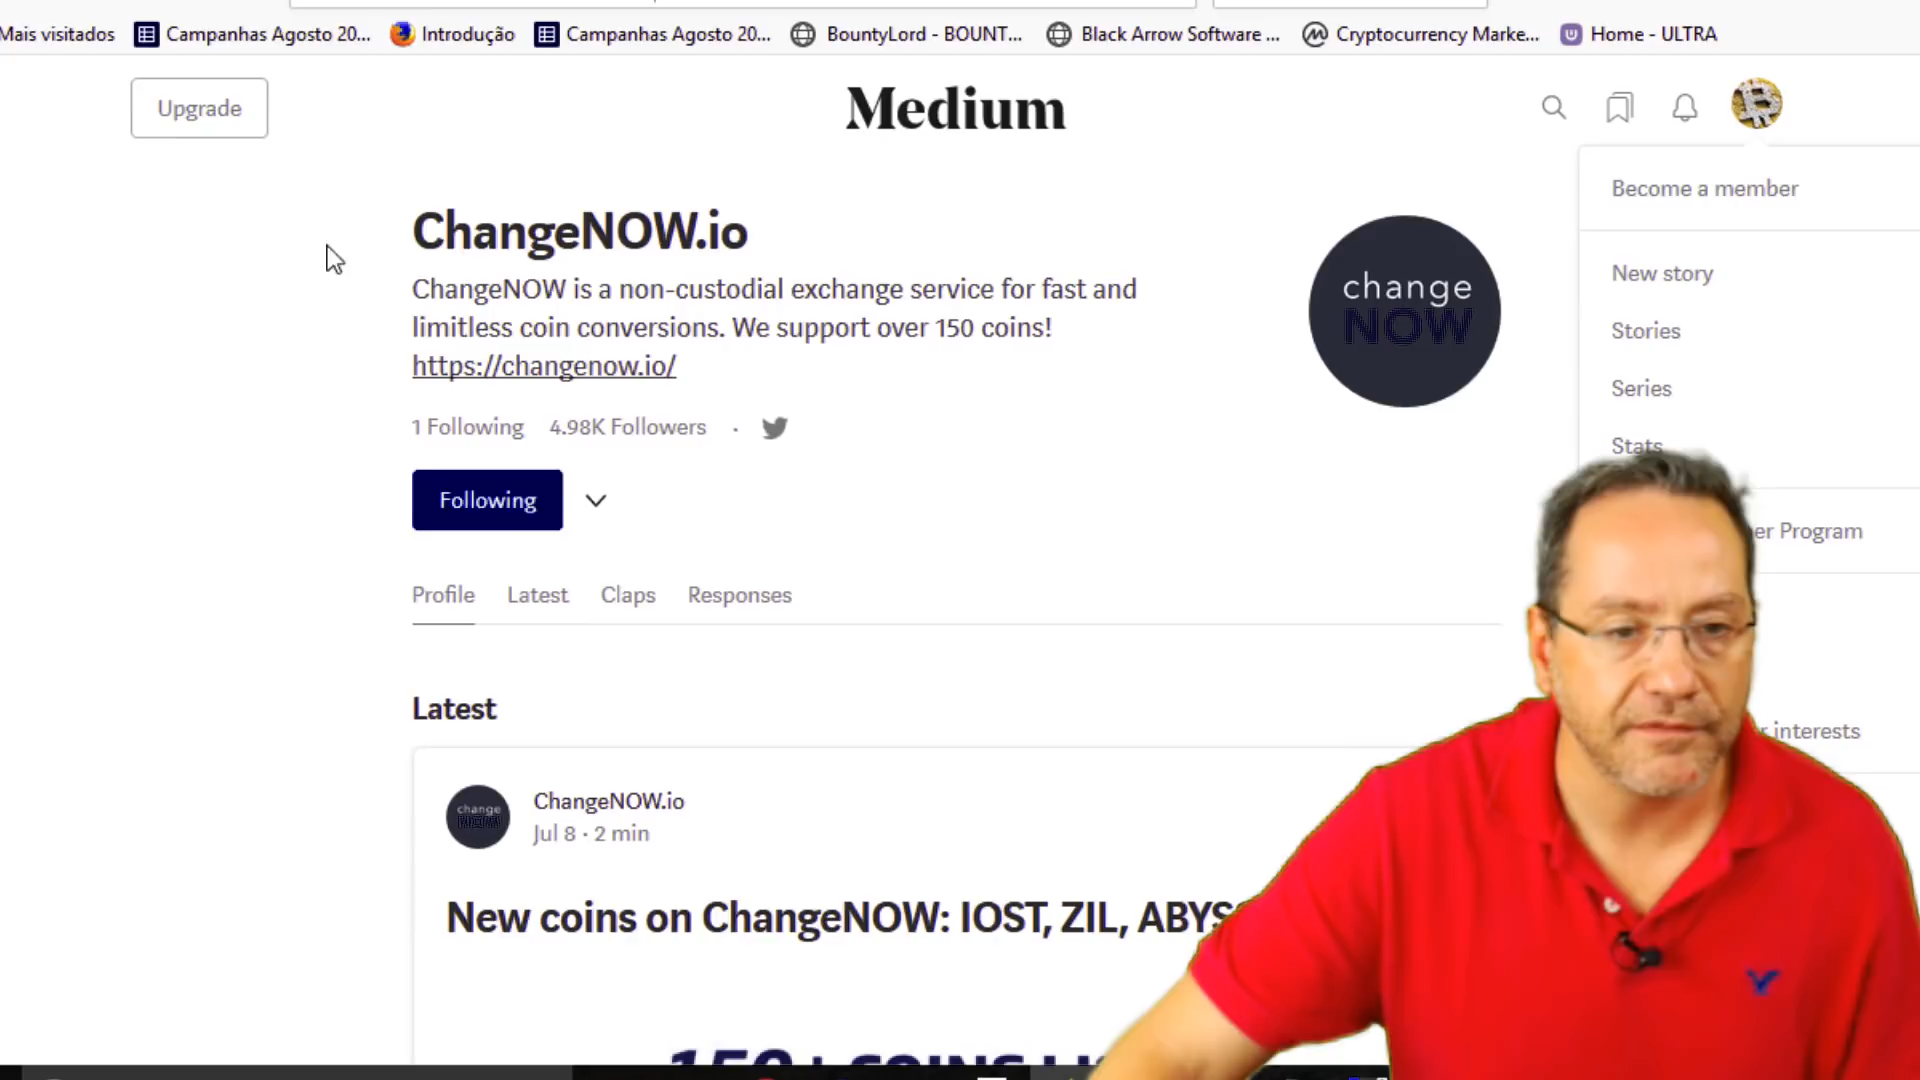 Mais visitados Campanhas Agosto 20... Introdução Campanhas Agosto 20... BountyLord - BOUNT... Black Arrow Software ... Cryptocurrency Marke... Home - ULTRA
Upgrade
Medium
Become a member
New story
Stories
Series
Stats
er Program
r interests
ChangeNOW.io
ChangeNOW is a non-custodial exchange service for fast and
limitless coin conversions. We support over 150 coins!
https://changenow.io/
change
NOW
1 Following 4.98K Followers
Following
Profile Latest Claps Responses
Latest
change
ChangeNOW.io
Jul 8 · 2 min
New coins on ChangeNOW: IOST, ZIL, ABYS
150+ COINS